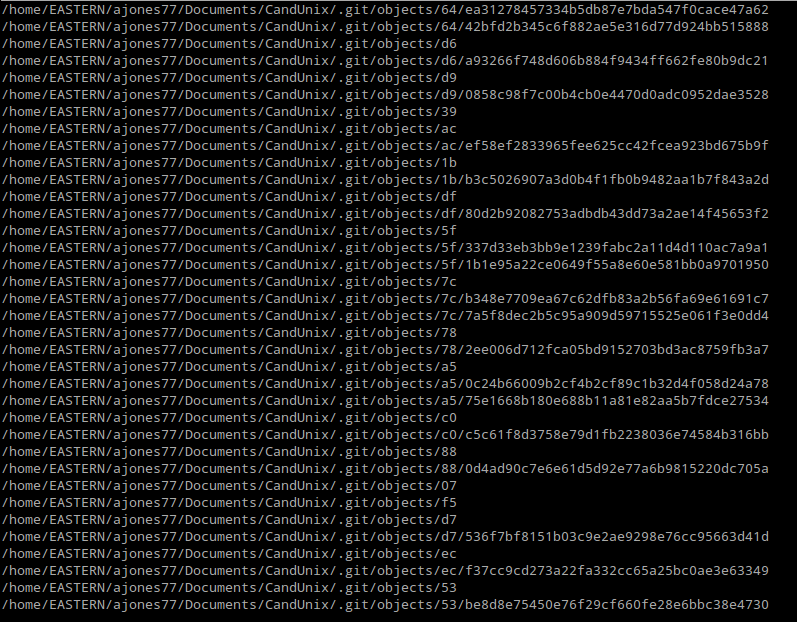 /home/EASTERN/ajones77/Documents/CandUnix/.git/objects/64/ea31278457334b5db87e7bda547f0cace47a62
/home/EASTERN/ajones77/Documents/CandUnix/.git/objects/64/42bfd2b345c6f882ae5e316d77d924bb515888
/home/EASTERN/ajones77/Documents/CandUnix/.git/objects/d6
/home/EASTERN/ajones77/Documents/CandUnix/.git/objects/d6/a93266f748d606b884f9434ff662fe80b9dc21
/home/EASTERN/ajones77/Documents/CandUnix/.git/objects/d9
/home/EASTERN/ajones77/Documents/CandUnix/.git/objects/d9/0858c98f7c00b4cb0e4470d0adc0952dae3528
/home/EASTERN/ajones77/Documents/CandUnix/.git/objects/39
/home/EASTERN/ajones77/Documents/CandUnix/.git/objects/ac
/home/EASTERN/ajones77/Documents/CandUnix/.git/objects/ac/ef58ef2833965fee625cc42fcea923bd675b9f
/home/EASTERN/ajones77/Documents/CandUnix/.git/objects/1b
/home/EASTERN/ajones77/Documents/CandUnix/.git/objects/1b/b3c5026907a3d0b4f1fb0b9482aa1b7f843a2d
/home/EASTERN/ajones77/Documents/CandUnix/.git/objects/df
/home/EASTERN/ajones77/Documents/CandUnix/.git/objects/df/80d2b92082753adbdb43dd73a2ae14f45653f2
/home/EASTERN/ajones77/Documents/CandUnix/.git/objects/5f
/home/EASTERN/ajones77/Documents/CandUnix/.git/objects/5f/337d33eb3bb9e1239fabc2a11d4d110ac7a9a1
/home/EASTERN/ajones77/Documents/CandUnix/.git/objects/5f/1b1e95a22ce0649f55a8e60e581bb0a9701950
/home/EASTERN/ajones77/Documents/CandUnix/.git/objects/7c
/home/EASTERN/ajones77/Documents/CandUnix/.git/objects/7c/b348e7709ea67c62dfb83a2b56fa69e61691c7
/home/EASTERN/ajones77/Documents/CandUnix/.git/objects/7c/7a5f8dec2b5c95a909d59715525e061f3e0dd4
/home/EASTERN/ajones77/Documents/CandUnix/.git/objects/78
/home/EASTERN/ajones77/Documents/CandUnix/.git/objects/78/2ee006d712fca05bd9152703bd3ac8759fb3a7
/home/EASTERN/ajones77/Documents/CandUnix/.git/objects/a5
/home/EASTERN/ajones77/Documents/CandUnix/.git/objects/a5/0c24b66009b2cf4b2cf89c1b32d4f058d24a78
/home/EASTERN/ajones77/Documents/CandUnix/.git/objects/a5/75e1668b180e688b11a81e82aa5b7fdce27534
/home/EASTERN/ajones77/Documents/CandUnix/.git/objects/c0
/home/EASTERN/ajones77/Documents/CandUnix/.git/objects/c0/c5c61f8d3758e79d1fb2238036e74584b316bb
/home/EASTERN/ajones77/Documents/CandUnix/.git/objects/88
/home/EASTERN/ajones77/Documents/CandUnix/.git/objects/88/0d4ad90c7e6e61d5d92e77a6b9815220dc705a
/home/EASTERN/ajones77/Documents/CandUnix/.git/objects/07
/home/EASTERN/ajones77/Documents/CandUnix/.git/objects/f5
/home/EASTERN/ajones77/Documents/CandUnix/.git/objects/d7
/home/EASTERN/ajones77/Documents/CandUnix/.git/objects/d7/536f7bf8151b03c9e2ae9298e76cc95663d41d
/home/EASTERN/ajones77/Documents/CandUnix/.git/objects/ec
/home/EASTERN/ajones77/Documents/CandUnix/.git/objects/ec/f37cc9cd273a22fa332cc65a25bc0ae3e63349
/home/EASTERN/ajones77/Documents/CandUnix/.git/objects/53
/home/EASTERN/ajones77/Documents/CandUnix/.git/objects/53/be8d8e75450e76f29cf660fe28e6bbc38e4730